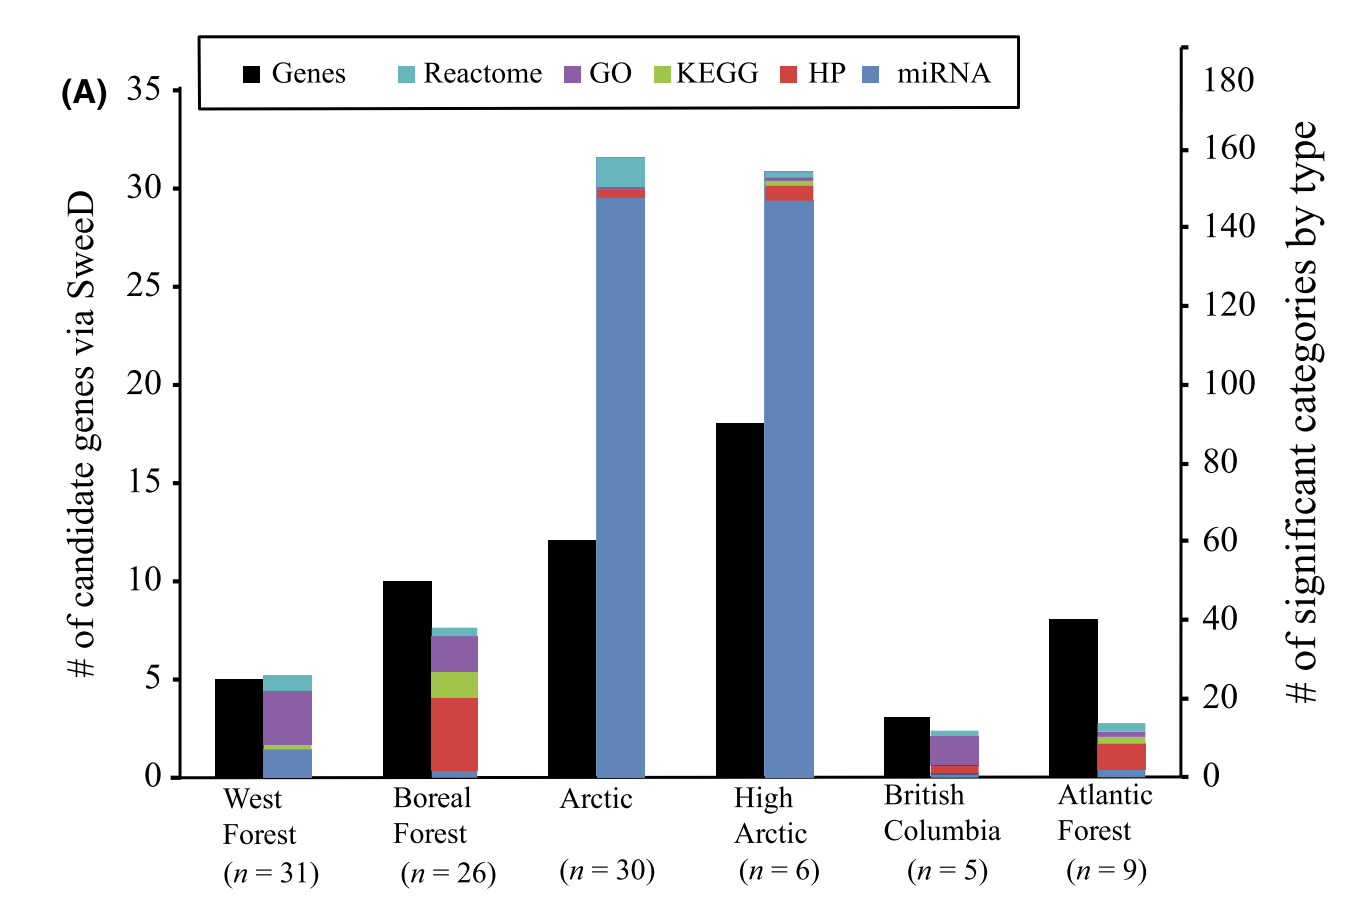 (A)
Genes Reactome GO KEGG HP miRNA
# of candidate genes via SweeD
35
30
25
20
15
10
5
0
180
160
140
120
100
80
60
40
20
0
# of significant categories by type
West
Forest
(n = 31)
Boreal
Forest
(n = 26)
Arctic
(n = 30)
High
Arctic
(n = 6)
British
Columbia
(n = 5)
Atlantic
Forest
(n = 9)